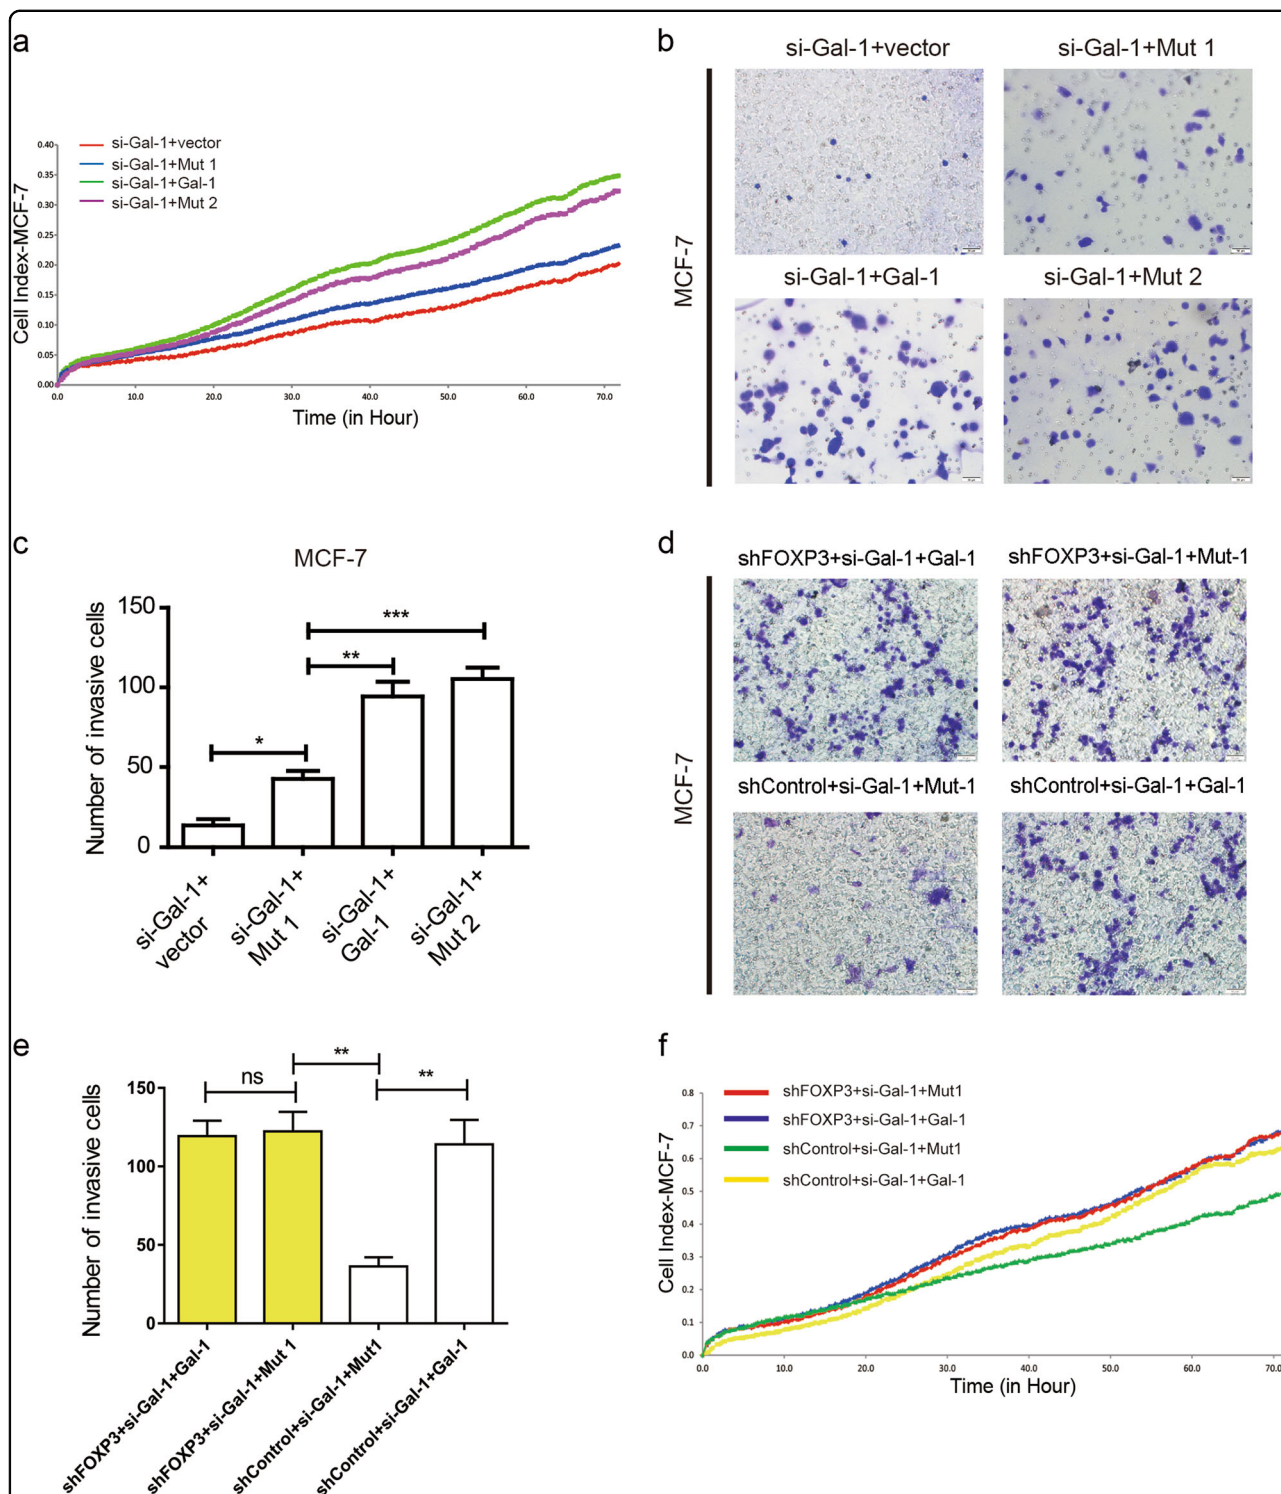 a
si-Gal-1+vector
si-Gal-1+Mut 1
si-Gal-1+Gal-1
si-Gal-1+Mut 2
0.40
0.35
0.30
0.25
0.20
0.15
0.10
0.05
0.00
Cell Index-MCF-7
0.0 10.0 20.0 30.0 40.0 50.0 60.0 70.0
Time (in Hour)
b
si-Gal-1+vector si-Gal-1+Mut 1
si-Gal-1+Gal-1 si-Gal-1+Mut 2
MCF-7
c
MCF-7
Number of invasive cells
150
100
50
0
*
**
***
si-Gal-1+
vector
si-Gal-1+
Mut 1
si-Gal-1+
Gal-1
si-Gal-1+
Mut 2
d
shFOXP3+si-Gal-1+Gal-1 shFOXP3+si-Gal-1+Mut-1
shControl+si-Gal-1+Mut-1 shControl+si-Gal-1+Gal-1
MCF-7
e
Number of invasive cells
150
100
50
0
ns
**
**
shFOXP3+si-Gal-1+Gal-1
shFOXP3+si-Gal-1+Mut 1
shControl+si-Gal-1+Mut1
shControl+si-Gal-1+Gal-1
f
shFOXP3+si-Gal-1+Mut1
shFOXP3+si-Gal-1+Gal-1
shControl+si-Gal-1+Mut1
shControl+si-Gal-1+Gal-1
0.8
0.7
0.6
0.5
0.4
0.3
0.2
0.1
0.0
Cell Index-MCF-7
0.0 10.0 20.0 30.0 40.0 50.0 60.0 70.0
Time (in Hour)